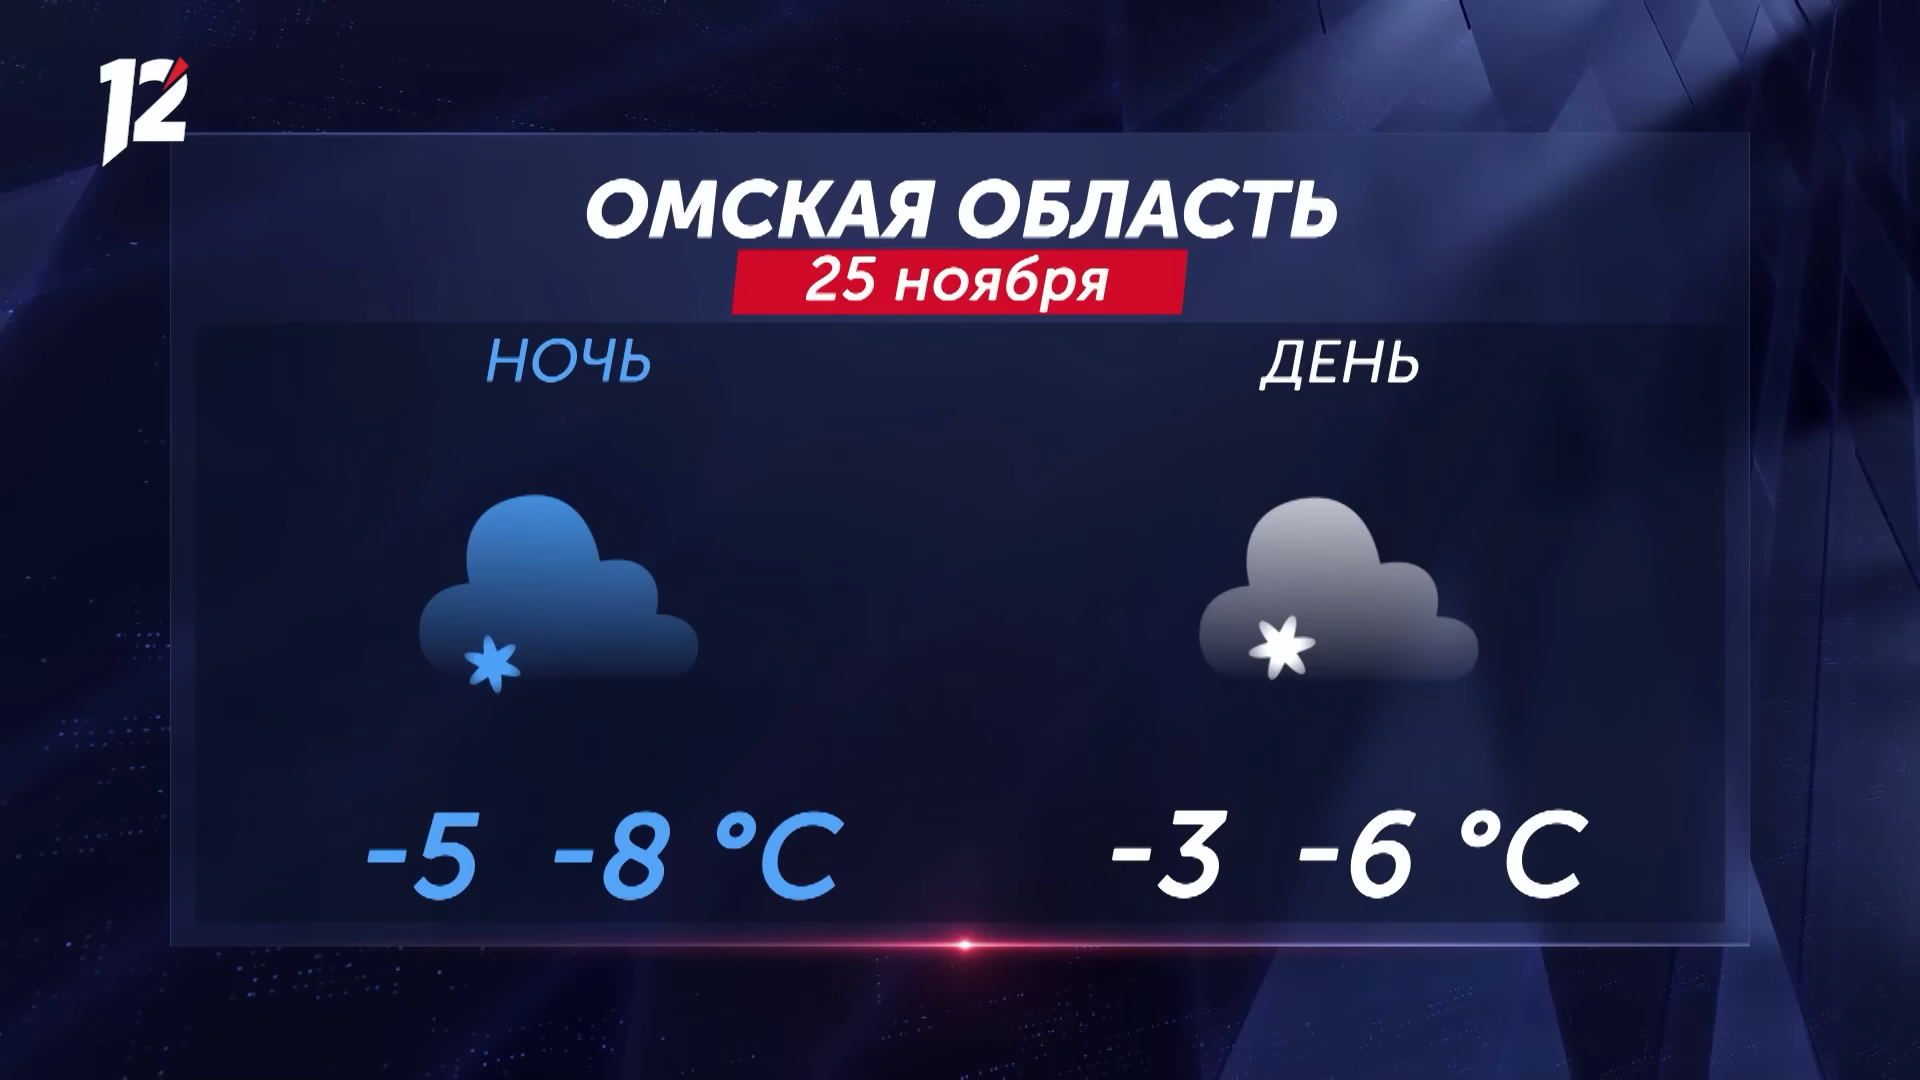 12
ОМСКАЯ ОБЛАСТЬ
25 ноября
НОЧЬ
ДЕНЬ
-5 -8 °C
-3 -6 °C